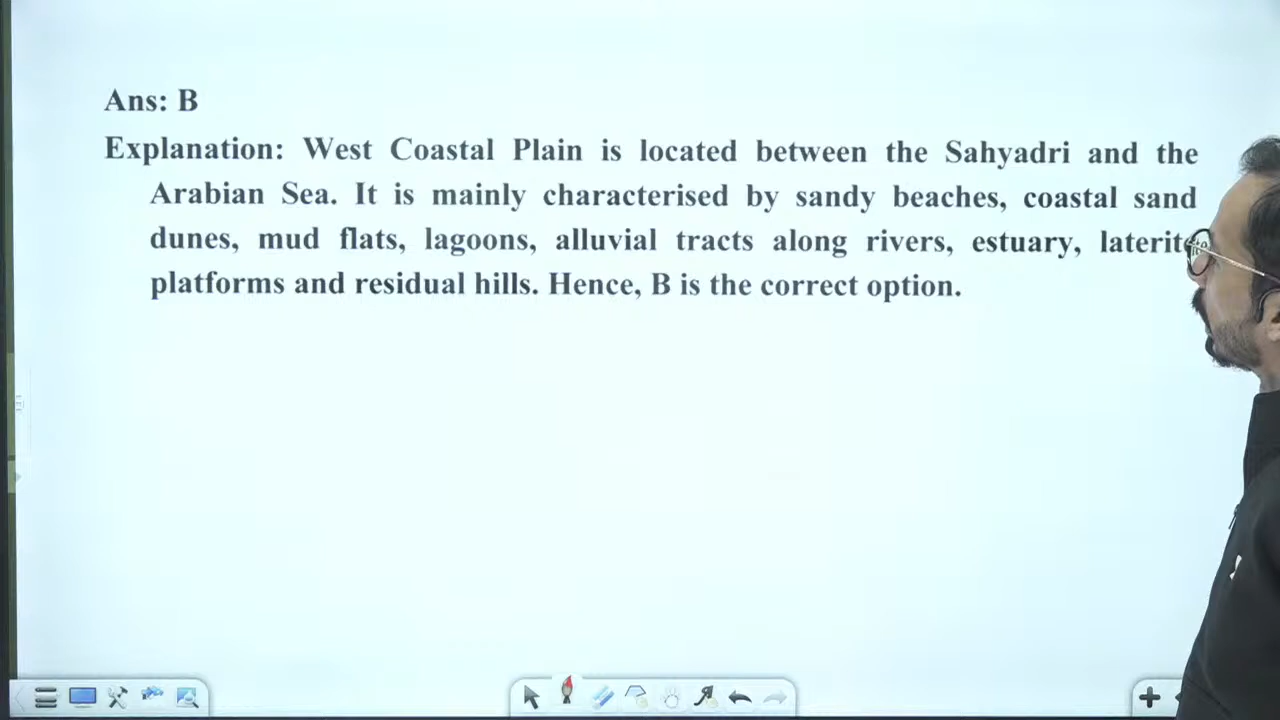 Ans: B
Explanation: West Coastal Plain is located between the Sahyadri and the
Arabian Sea. It is mainly characterised by sandy beaches, coastal sand
dunes, mud flats, lagoons, alluvial tracts along rivers, estuary, laterite
platforms and residual hills. Hence, B is the correct option.